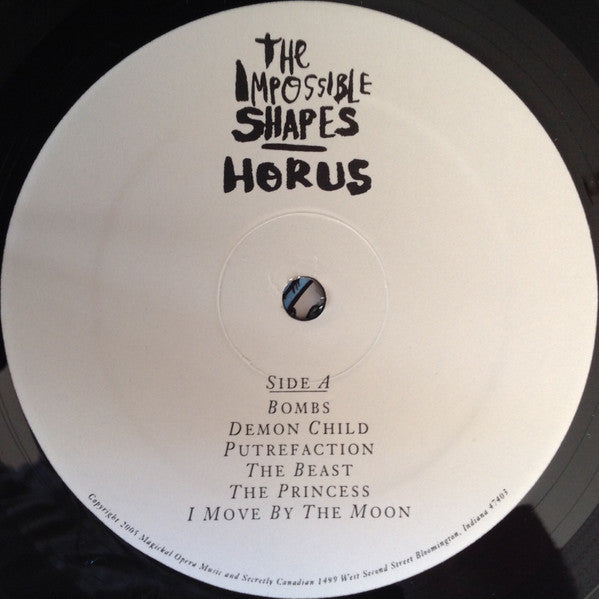 THE
IMPOSSIBLE
SHAPES
HORUS
SIDE A
BOMBS
DEMON CHILD
PUTREFACTION
THE BEAST
THE PRINCESS
I MOVE BY THE MOON
Copyright 2005 Magickal Opera Music and Secretly Canadian 1499 West Second Street Bloomington, Indiana 47403